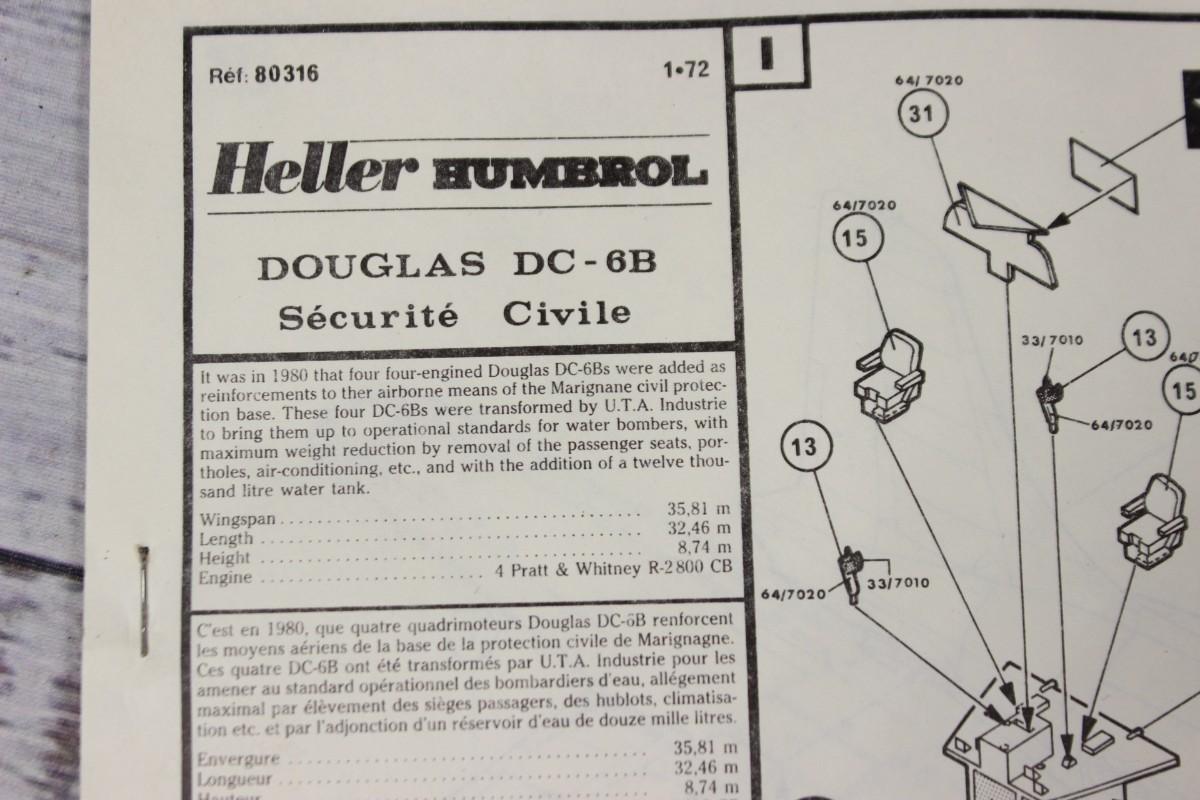 Réf: 80316
1•72
Heller HUMBROL
DOUGLAS DC-6B
Sécurité Civile
It was in 1980 that four four-engined Douglas DC-6Bs were added as
reinforcements to ther airborne means of the Marignane civil protec-
tion base. These four DC-6Bs were transformed by U.T.A. Industrie
to bring them up to operational standards for water bombers, with
maximum weight reduction by removal of the passenger seats, por-
tholes, air-conditioning, etc., and with the addition of a twelve thou-
sand litre water tank.
Wingspan 35,81 m
Length 32,46 m
Height 8,74 m
Engine 4 Pratt & Whitney R-2800 CB
C'est en 1980, que quatre quadrimoteurs Douglas DC-6B renforcent
les moyens aériens de la base de la protection civile de Marignagne.
Ces quatre DC-6B ont été transformés par U.T.A. Industrie pour les
amener au standard opérationnel des bombardiers d'eau, allégement
maximal par élèvement des sièges passagers, des hublots, climatisa-
tion etc. et par l'adjonction d'un réservoir d'eau de douze mille litres.
Envergure 35,81 m
Longueur 32,46 m
Hauteur 8,74 m
I
64/7020
31
64/7020
15
33/7010
13
64/7020
15
13
64/7020
33/7010